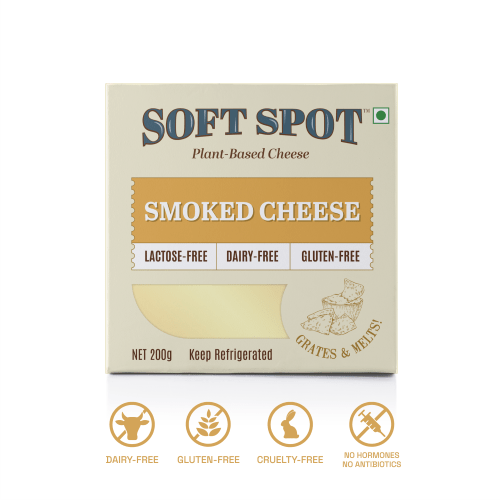 SOFT SPOT™
Plant-Based Cheese
SMOKED CHEESE
LACTOSE-FREE DAIRY-FREE GLUTEN-FREE
GRATES & MELTS!
NET 200g Keep Refrigerated
DAIRY-FREE GLUTEN-FREE CRUELTY-FREE NO HORMONES
NO ANTIBIOTICS